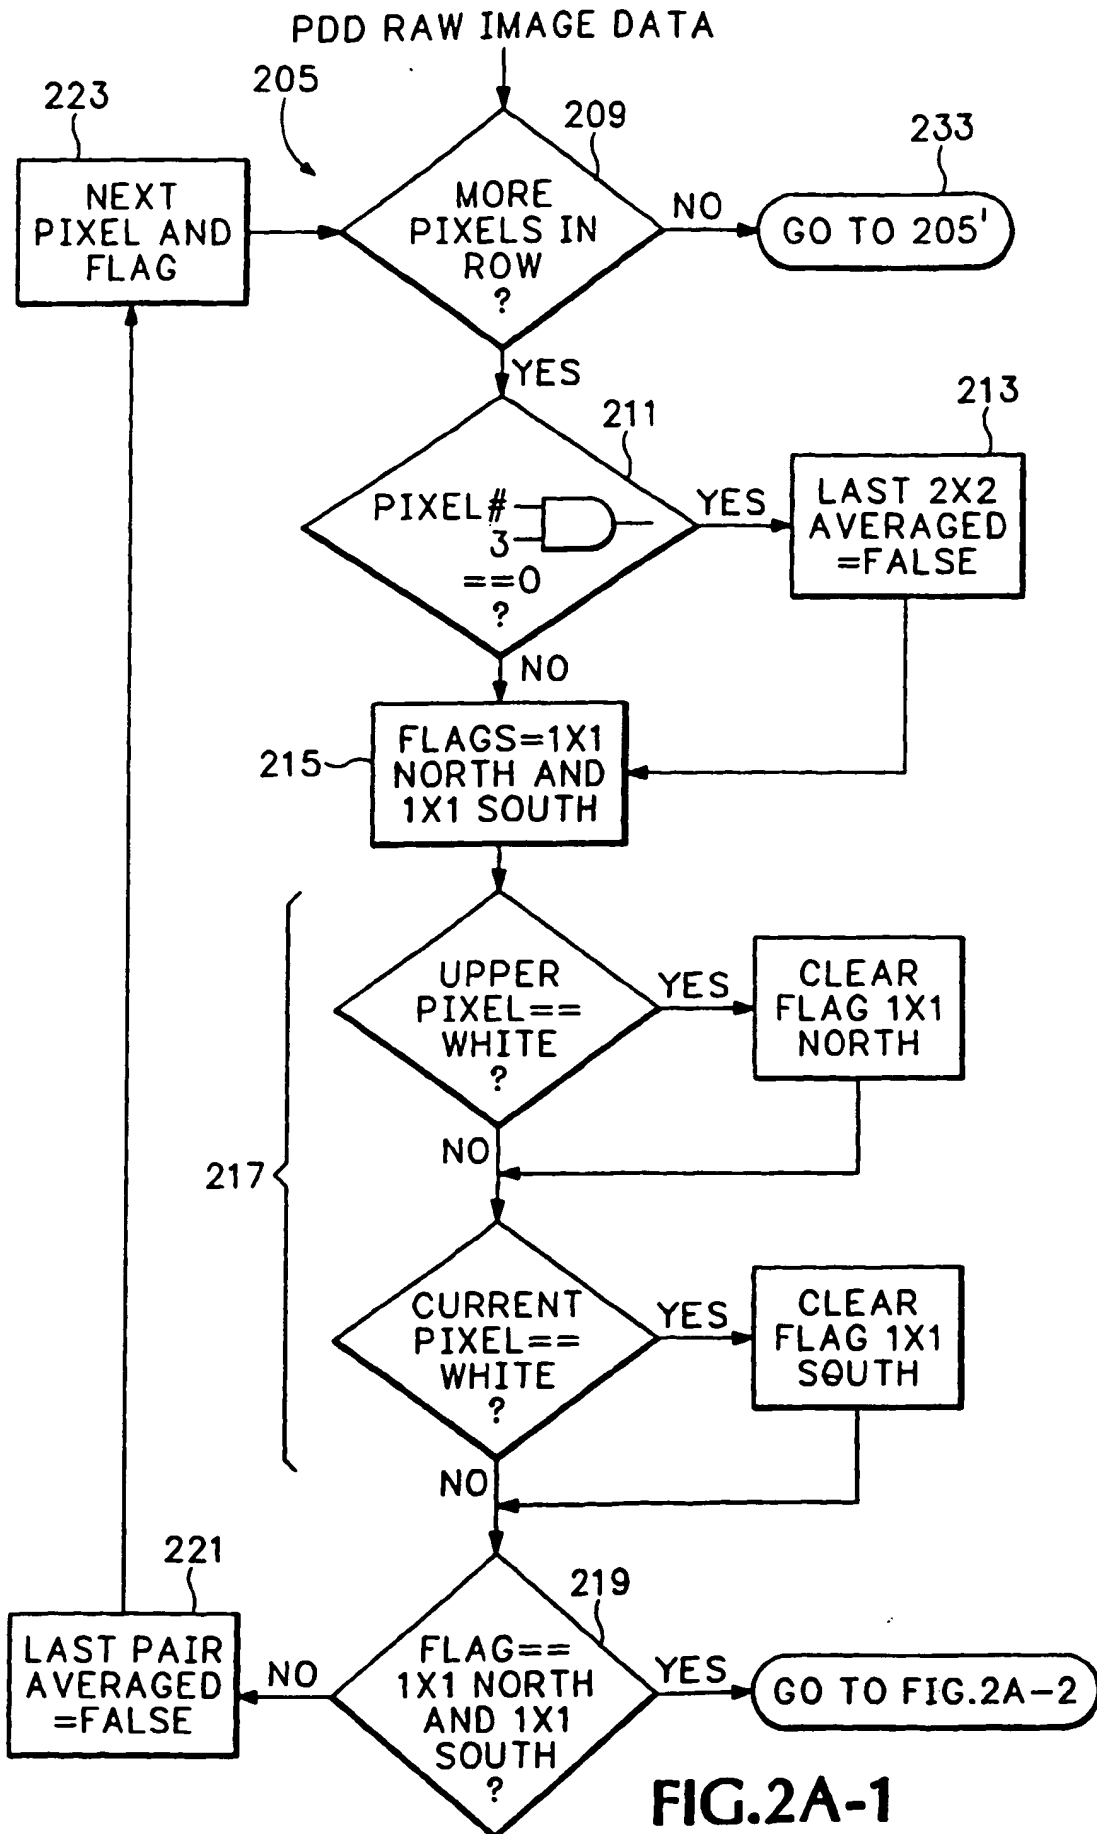 PDD RAW IMAGE DATA
205
223
NEXT
PIXEL AND
FLAG
209
MORE
PIXELS IN
ROW
?
NO
233
GO TO 205'
YES
211
PIXEL#
3
==0
?
YES
213
LAST 2X2
AVERAGED
=FALSE
NO
215
FLAGS=1X1
NORTH AND
1X1 SOUTH
217
UPPER
PIXEL==
WHITE
?
YES
CLEAR
FLAG 1X1
NORTH
NO
CURRENT
PIXEL==
WHITE
?
YES
CLEAR
FLAG 1X1
SOUTH
NO
219
FLAG==
1X1 NORTH
AND 1X1
SOUTH
?
NO
221
LAST PAIR
AVERAGED
=FALSE
YES
GO TO FIG.2A-2
FIG.2A-1